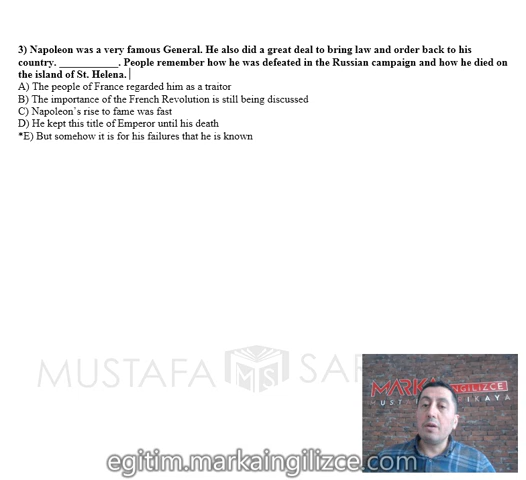 3) Napoleon was a very famous General. He also did a great deal to bring law and order back to his
country. ____________. People remember how he was defeated in the Russian campaign and how he died on
the island of St. Helena.
A) The people of France regarded him as a traitor
B) The importance of the French Revolution is still being discussed
C) Napoleon`s rise to fame was fast
D) He kept this title of Emperor until his death
*E) But somehow it is for his failures that he is known
MUSTAFA MS SAR
MARKA İNGİLİZCE
egitim.markaingilizce.com